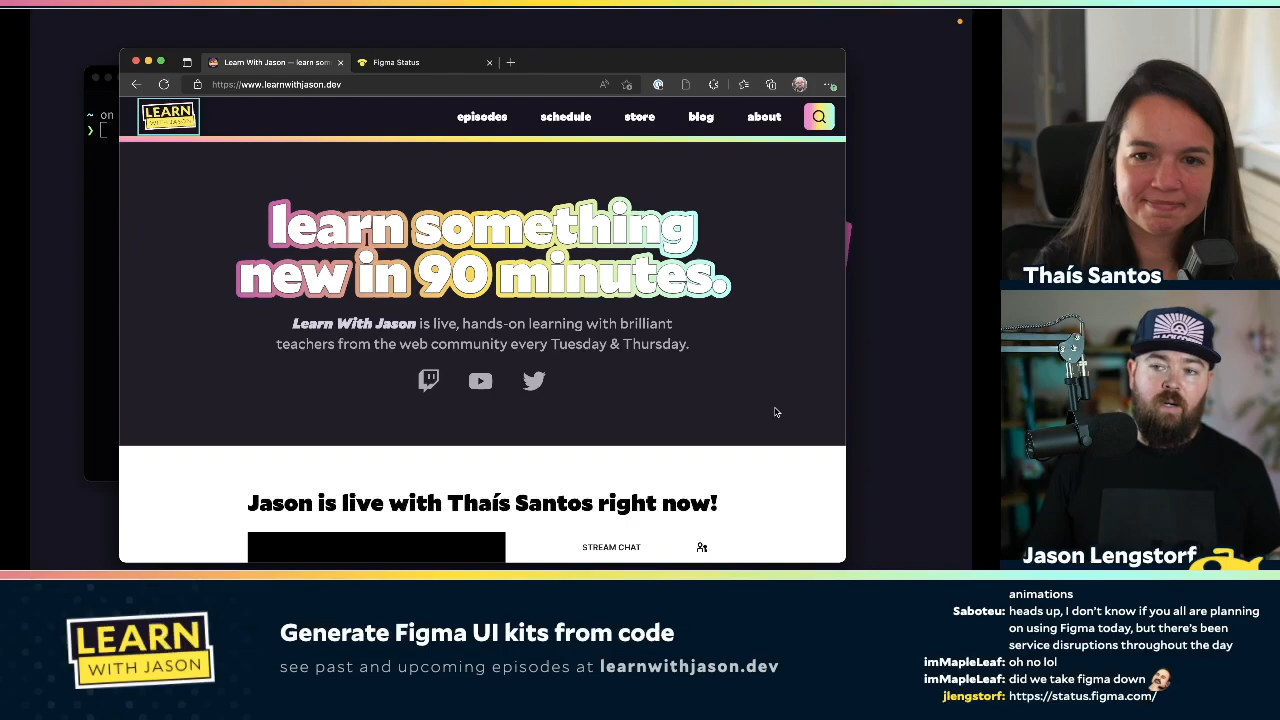 Learn With Jason — learn som
Figma Status
https://www.learnwithjason.dev
~ on
LEARN
WITH JASON
episodes
schedule
store
blog
about
learn something
new in 90 minutes.
Learn With Jason is live, hands-on learning with brilliant
teachers from the web community every Tuesday & Thursday.
Jason is live with Thaís Santos right now!
STREAM CHAT
Thaís Santos
Jason Lengstorf
LEARN
WITH JASON
Generate Figma UI kits from code
see past and upcoming episodes at learnwithjason.dev
animations
Saboteu: heads up, I don't know if you all are planning
on using Figma today, but there's been
service disruptions throughout the day
imMapleLeaf: oh no lol
imMapleLeaf: did we take figma down
jlengstorf: https://status.figma.com/